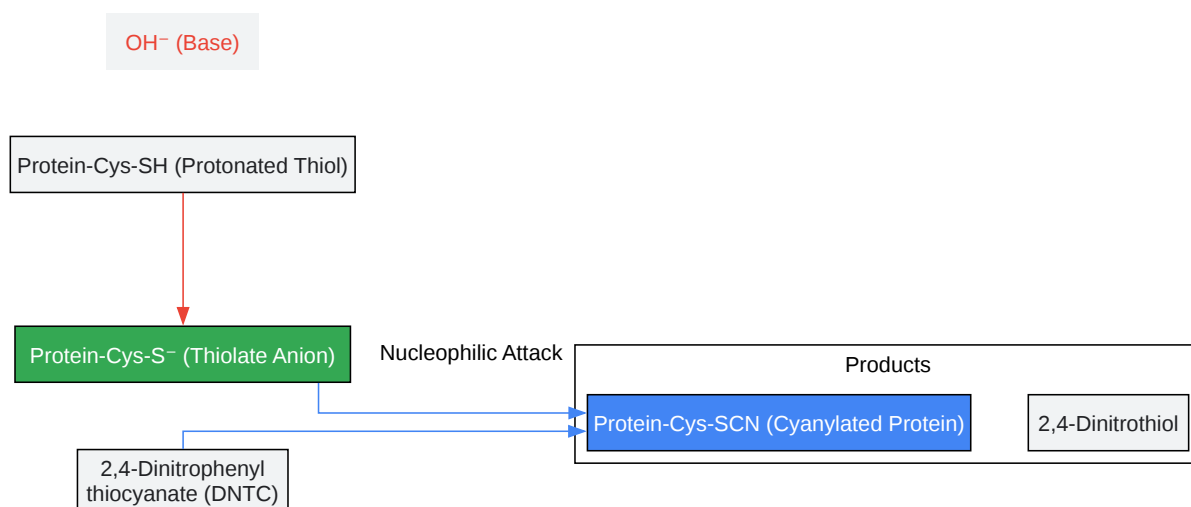 OH⁻ (Base)
Protein-Cys-SH (Protonated Thiol)
Protein-Cys-S⁻ (Thiolate Anion)
Nucleophilic Attack
Products
Protein-Cys-SCN (Cyanylated Protein)
2,4-Dinitrothiol
2,4-Dinitrophenyl
thiocyanate (DNTC)